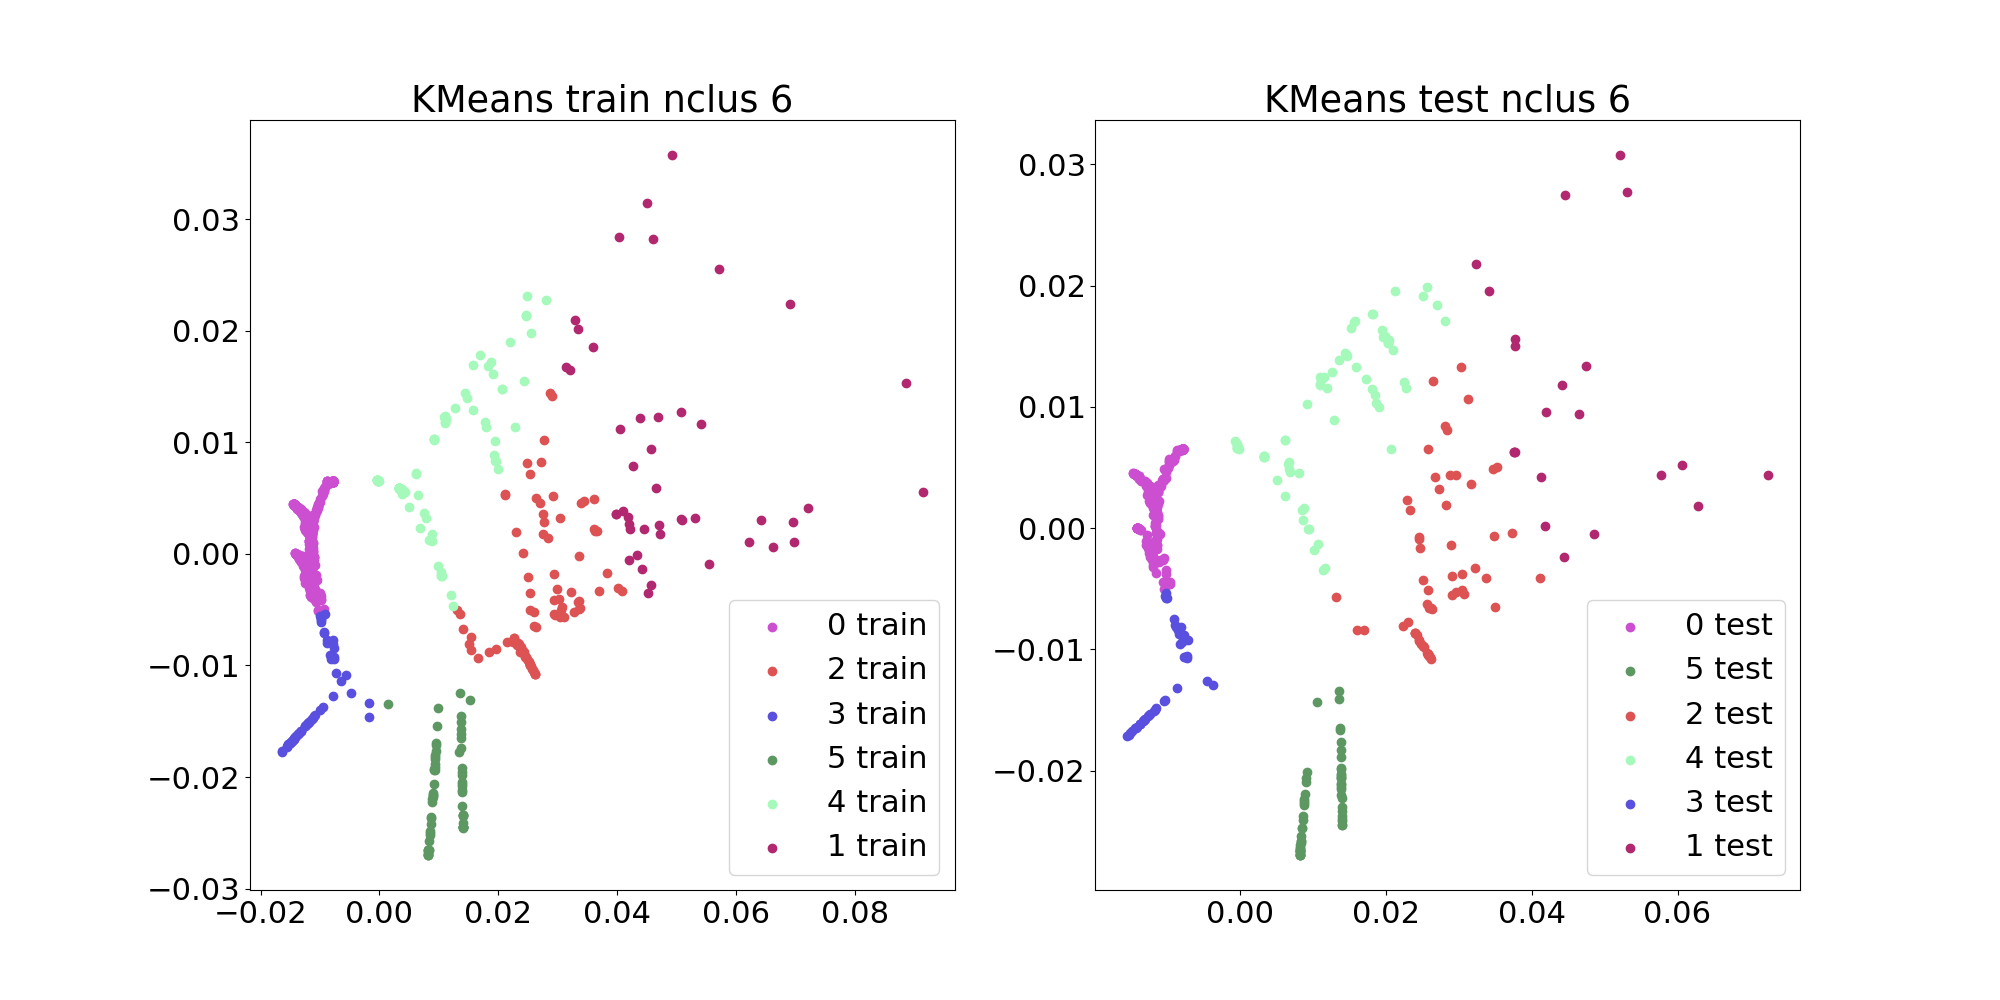 KMeans train nclus 6
0.03
0.02
0.01
0.00
−0.01
−0.02
−0.03
−0.02 0.00 0.02 0.04 0.06 0.08
0 train
2 train
3 train
5 train
4 train
1 train
KMeans test nclus 6
0.03
0.02
0.01
0.00
−0.01
−0.02
0.00 0.02 0.04 0.06
0 test
5 test
2 test
4 test
3 test
1 test